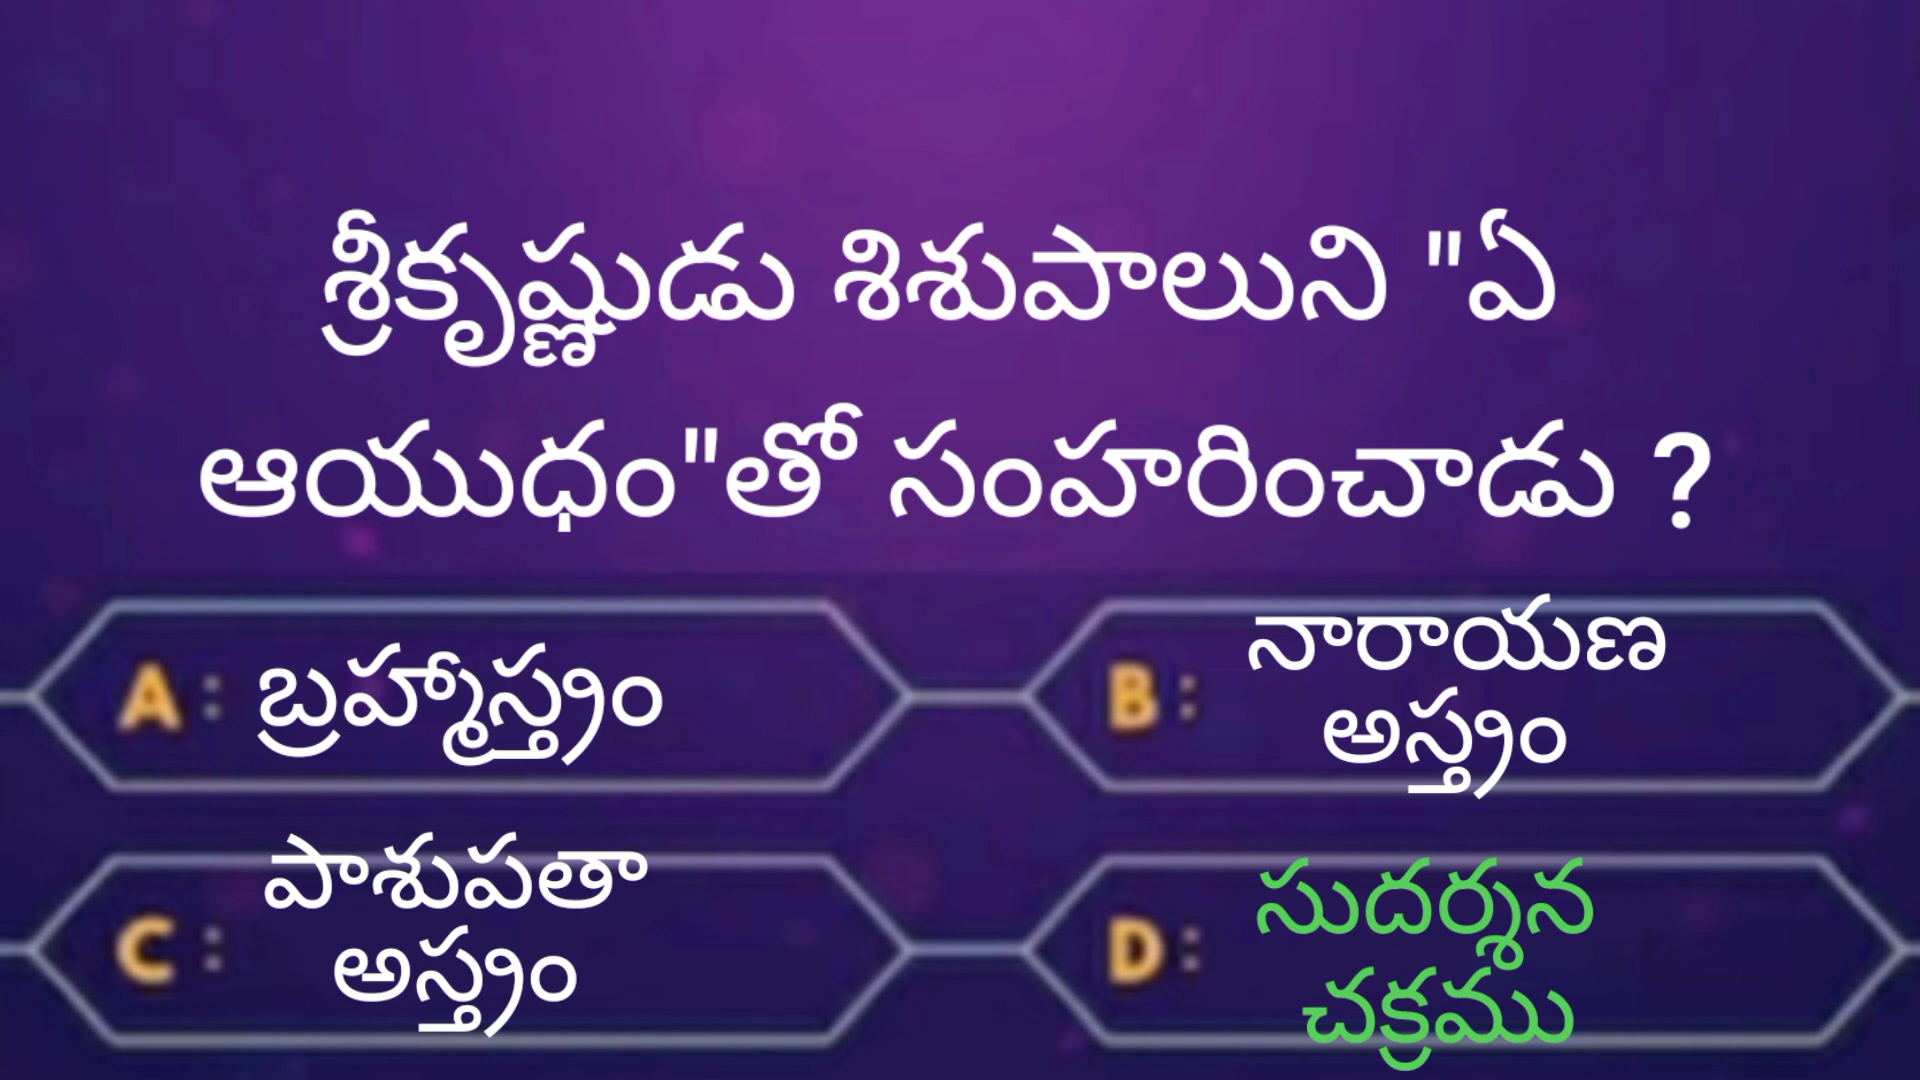 శ్రీకృష్ణుడు శిశుపాలుని "ఏ
ఆయుధం"తో సంహరించాడు ?
A : బ్రహ్మాస్త్రం
B : నారాయణ
అస్త్రం
C : పాశుపతా
అస్త్రం
D : సుదర్శన
చక్రము